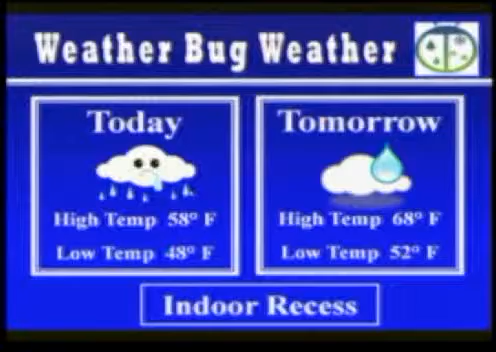 Weather Bug Weather
Today
High Temp 58° F
Low Temp 48° F
Tomorrow
High Temp 68° F
Low Temp 52° F
Indoor Recess